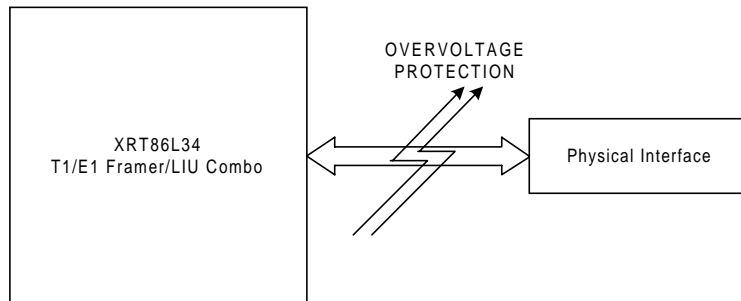 OVERVOLTAGE
PROTECTION
XRT86L34
T1/E1 Framer/LIU Combo
Physical Interface